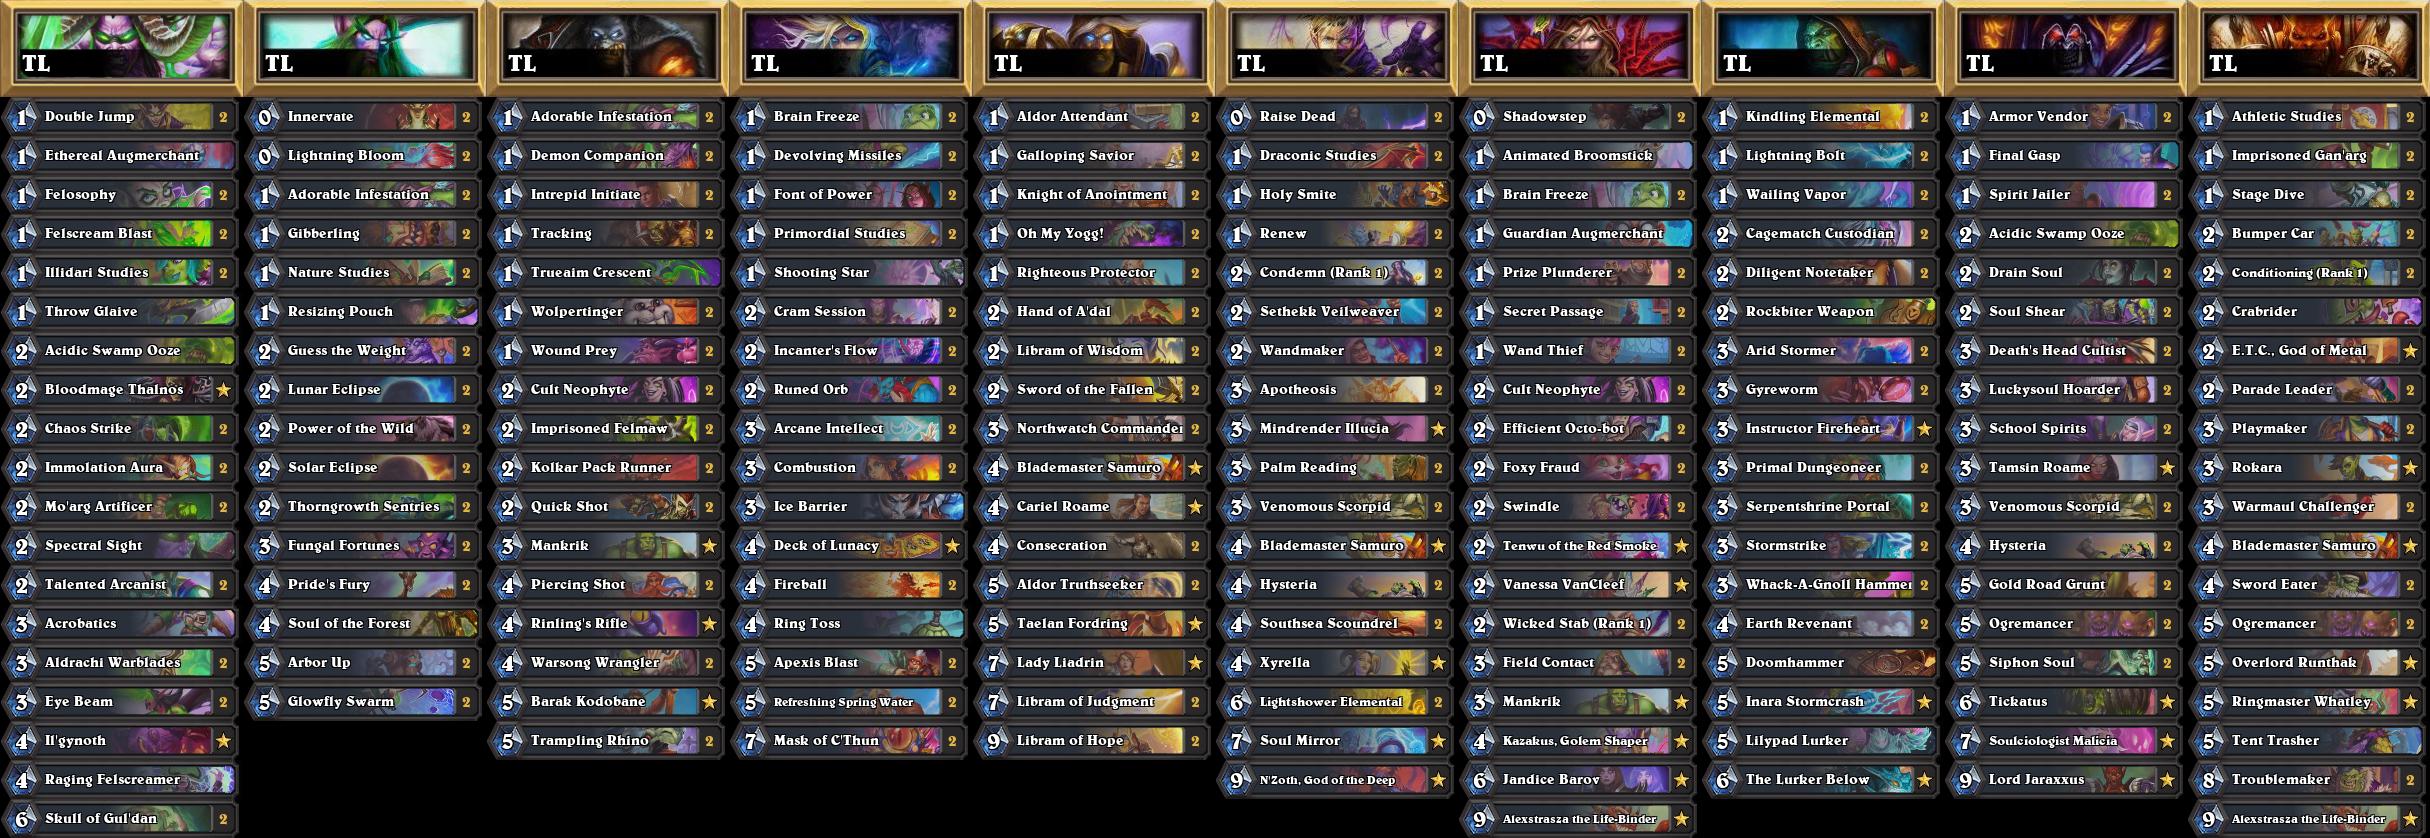 TL
1 Double Jump 2
1 Ethereal Augmerchant
1 Felosophy 2
1 Felscream Blast 2
1 Illidari Studies 2
1 Throw Glaive
2 Acidic Swamp Ooze
2 Bloodmage Thalnos
2 Chaos Strike 2
2 Immolation Aura 2
2 Mo'arg Artificer 2
2 Spectral Sight
2 Talented Arcanist 2
3 Acrobatics
3 Aldrachi Warblades 2
3 Eye Beam 2
4 Il'gynoth
4 Raging Felscreamer
6 Skull of Gul'dan 2
TL
0 Innervate 2
0 Lightning Bloom 2
1 Adorable Infestation 2
1 Gibberling 2
1 Nature Studies 2
1 Resizing Pouch
2 Guess the Weight 2
2 Lunar Eclipse 2
2 Power of the Wild 2
2 Solar Eclipse 2
2 Thorngrowth Sentries 2
3 Fungal Fortunes 2
4 Pride's Fury 2
4 Soul of the Forest
5 Arbor Up 2
5 Glowfly Swarm 2
TL
1 Adorable Infestation 2
1 Demon Companion 2
1 Intrepid Initiate 2
1 Tracking 2
1 Trueaim Crescent
1 Wolpertinger 2
1 Wound Prey 2
2 Cult Neophyte 2
2 Imprisoned Felmaw 2
2 Kolkar Pack Runner 2
2 Quick Shot 2
3 Mankrik
4 Piercing Shot 2
4 Rinling's Rifle
4 Warsong Wrangler 2
5 Barak Kodobane
5 Trampling Rhino 2
TL
1 Brain Freeze 2
1 Devolving Missiles 2
1 Font of Power 2
1 Primordial Studies 2
1 Shooting Star
2 Cram Session 2
2 Incanter's Flow 2
2 Runed Orb 2
3 Arcane Intellect 2
3 Combustion 2
3 Ice Barrier
4 Deck of Lunacy
4 Fireball 2
4 Ring Toss
5 Apexis Blast 2
5 Refreshing Spring Water 2
7 Mask of C'Thun 2
TL
1 Aldor Attendant 2
1 Galloping Savior 2
1 Knight of Anointment 2
1 Oh My Yogg! 2
1 Righteous Protector 2
2 Hand of A'dal 2
2 Libram of Wisdom 2
2 Sword of the Fallen 2
3 Northwatch Commander 2
4 Blademaster Samuro
4 Cariel Roame
4 Consecration 2
5 Aldor Truthseeker 2
5 Taelan Fordring
7 Lady Liadrin
7 Libram of Judgment 2
9 Libram of Hope 2
TL
0 Raise Dead 2
1 Draconic Studies 2
1 Holy Smite
1 Renew 2
2 Condemn (Rank 1) 2
2 Sethekk Veilweaver 2
2 Wandmaker 2
3 Apotheosis 2
3 Mindrender Illucia
3 Palm Reading 2
3 Venomous Scorpid 2
4 Blademaster Samuro
4 Hysteria 2
4 Southsea Scoundrel 2
4 Xyrella
6 Lightshower Elemental 2
7 Soul Mirror
9 N'Zoth, God of the Deep
TL
0 Shadowstep 2
1 Animated Broomstick
1 Brain Freeze 2
1 Guardian Augmerchant
1 Prize Plunderer 2
1 Secret Passage 2
1 Wand Thief 2
2 Cult Neophyte 2
2 Efficient Octo-bot 2
2 Foxy Fraud 2
2 Swindle 2
2 Tenwu of the Red Smoke
2 Vanessa VanCleef
2 Wicked Stab (Rank 1) 2
3 Field Contact 2
3 Mankrik
4 Kazakus, Golem Shaper
6 Jandice Barov
9 Alexstrasza the Life-Binder
TL
1 Kindling Elemental 2
1 Lightning Bolt 2
1 Wailing Vapor 2
2 Cagematch Custodian 2
2 Diligent Notetaker 2
2 Rockbiter Weapon
3 Arid Stormer 2
3 Gyreworm 2
3 Instructor Fireheart
3 Primal Dungeoneer 2
3 Serpentshrine Portal 2
3 Stormstrike 2
3 Whack-A-Gnoll Hammer 2
4 Earth Revenant 2
5 Doomhammer
5 Inara Stormcrash
5 Lilypad Lurker
6 The Lurker Below
TL
1 Armor Vendor 2
1 Final Gasp
1 Spirit Jailer 2
2 Acidic Swamp Ooze
2 Drain Soul 2
2 Soul Shear 2
3 Death's Head Cultist 2
3 Luckysoul Hoarder 2
3 School Spirits 2
3 Tamsin Roame
3 Venomous Scorpid 2
4 Hysteria 2
5 Gold Road Grunt 2
5 Ogremancer 2
5 Siphon Soul 2
6 Tickatus
7 Soulciologist Malicia
9 Lord Jaraxxus
TL
1 Athletic Studies 2
1 Imprisoned Gan'arg 2
1 Stage Dive 2
2 Bumper Car 2
2 Conditioning (Rank 1) 2
2 Crabrider
2 E.T.C., God of Metal
2 Parade Leader 2
3 Playmaker 2
3 Rokara
3 Warmaul Challenger 2
4 Blademaster Samuro
4 Sword Eater 2
5 Ogremancer 2
5 Overlord Runthak
5 Ringmaster Whatley
5 Tent Trasher
8 Troublemaker 2
9 Alexstrasza the Life-Binder